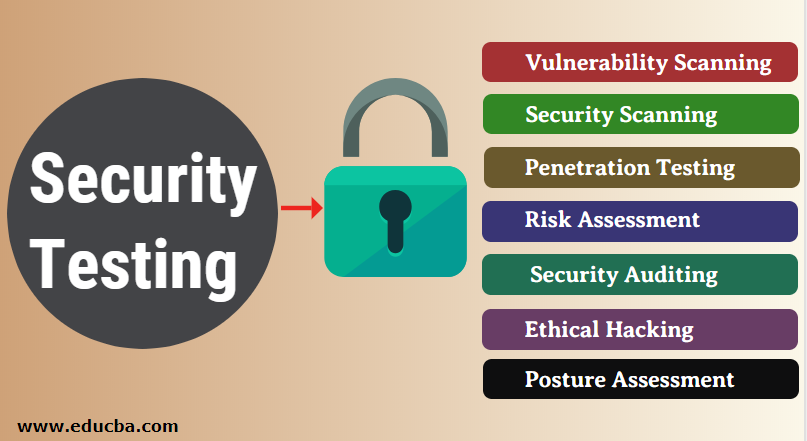 Security
Testing
Vulnerability Scanning
Security Scanning
Penetration Testing
Risk Assessment
Security Auditing
Ethical Hacking
Posture Assessment
www.educba.com